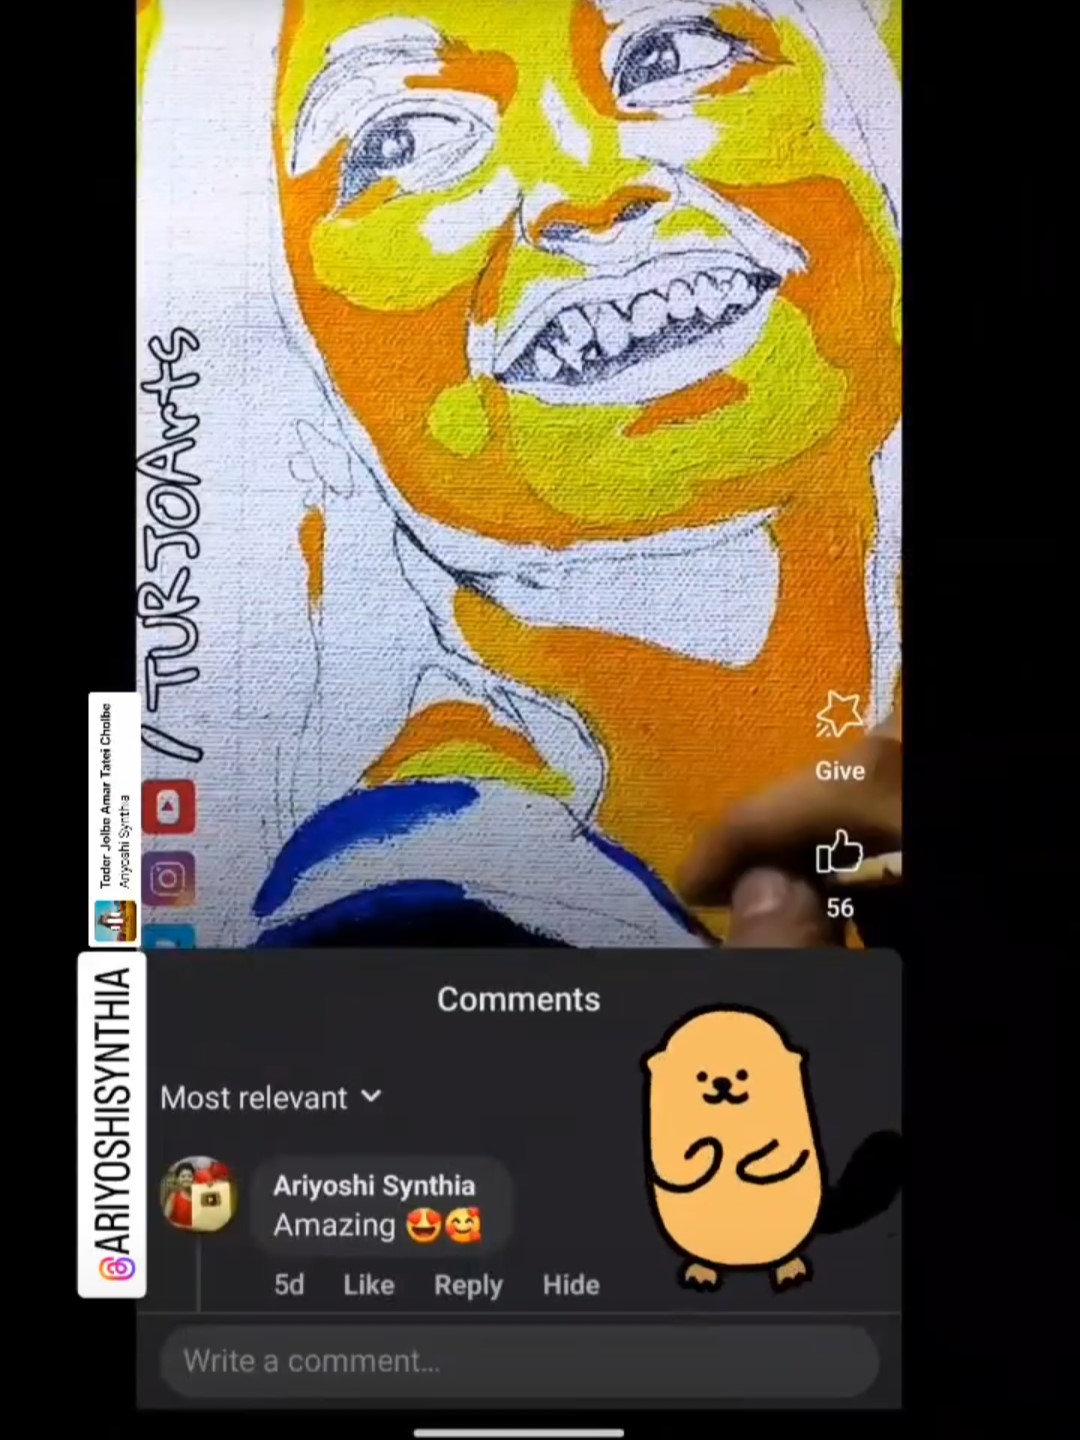 /TURJOArts
Toder Jolbe Amar Tatei Cholbe
Ariyoshi Synthia
@ARIYOSHISYNTHIA
Give
56
Comments
Most relevant
Ariyoshi Synthia
Amazing 😍🥰
5d Like Reply Hide
Write a comment...